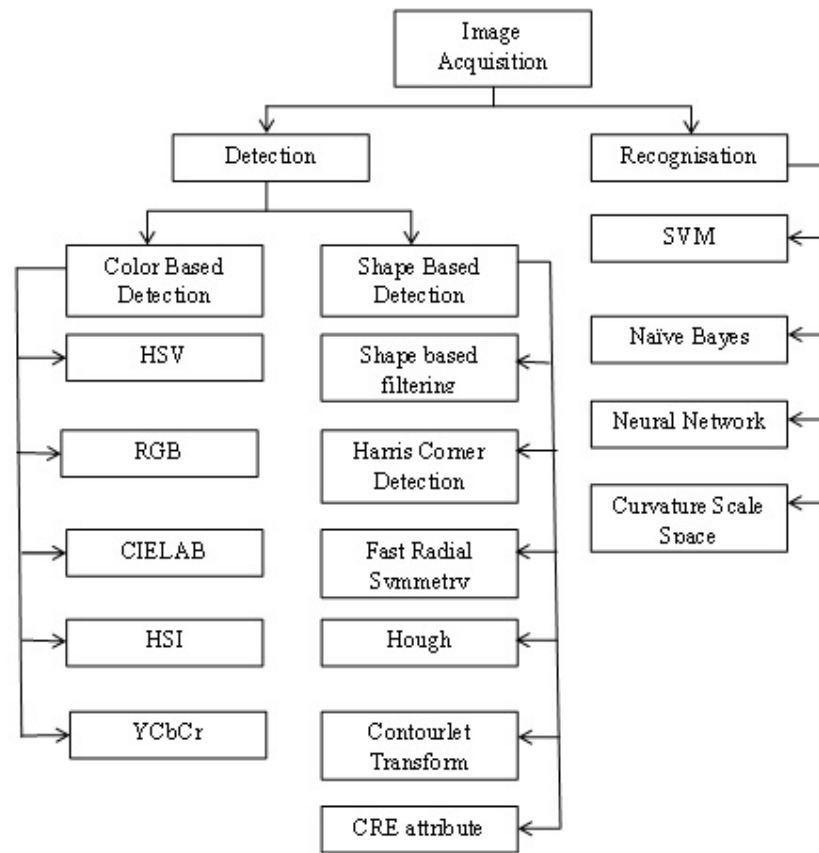 Image
Acquisition
Detection
Recognisation
Color Based
Detection
HSV
RGB
CIELAB
HSI
YCbCr
Shape Based
Detection
Shape based
filtering
Harris Corner
Detection
Fast Radial
Symmetry
Hough
Contourlet
Transform
CRE attribute
SVM
Naïve Bayes
Neural Network
Curvature Scale
Space